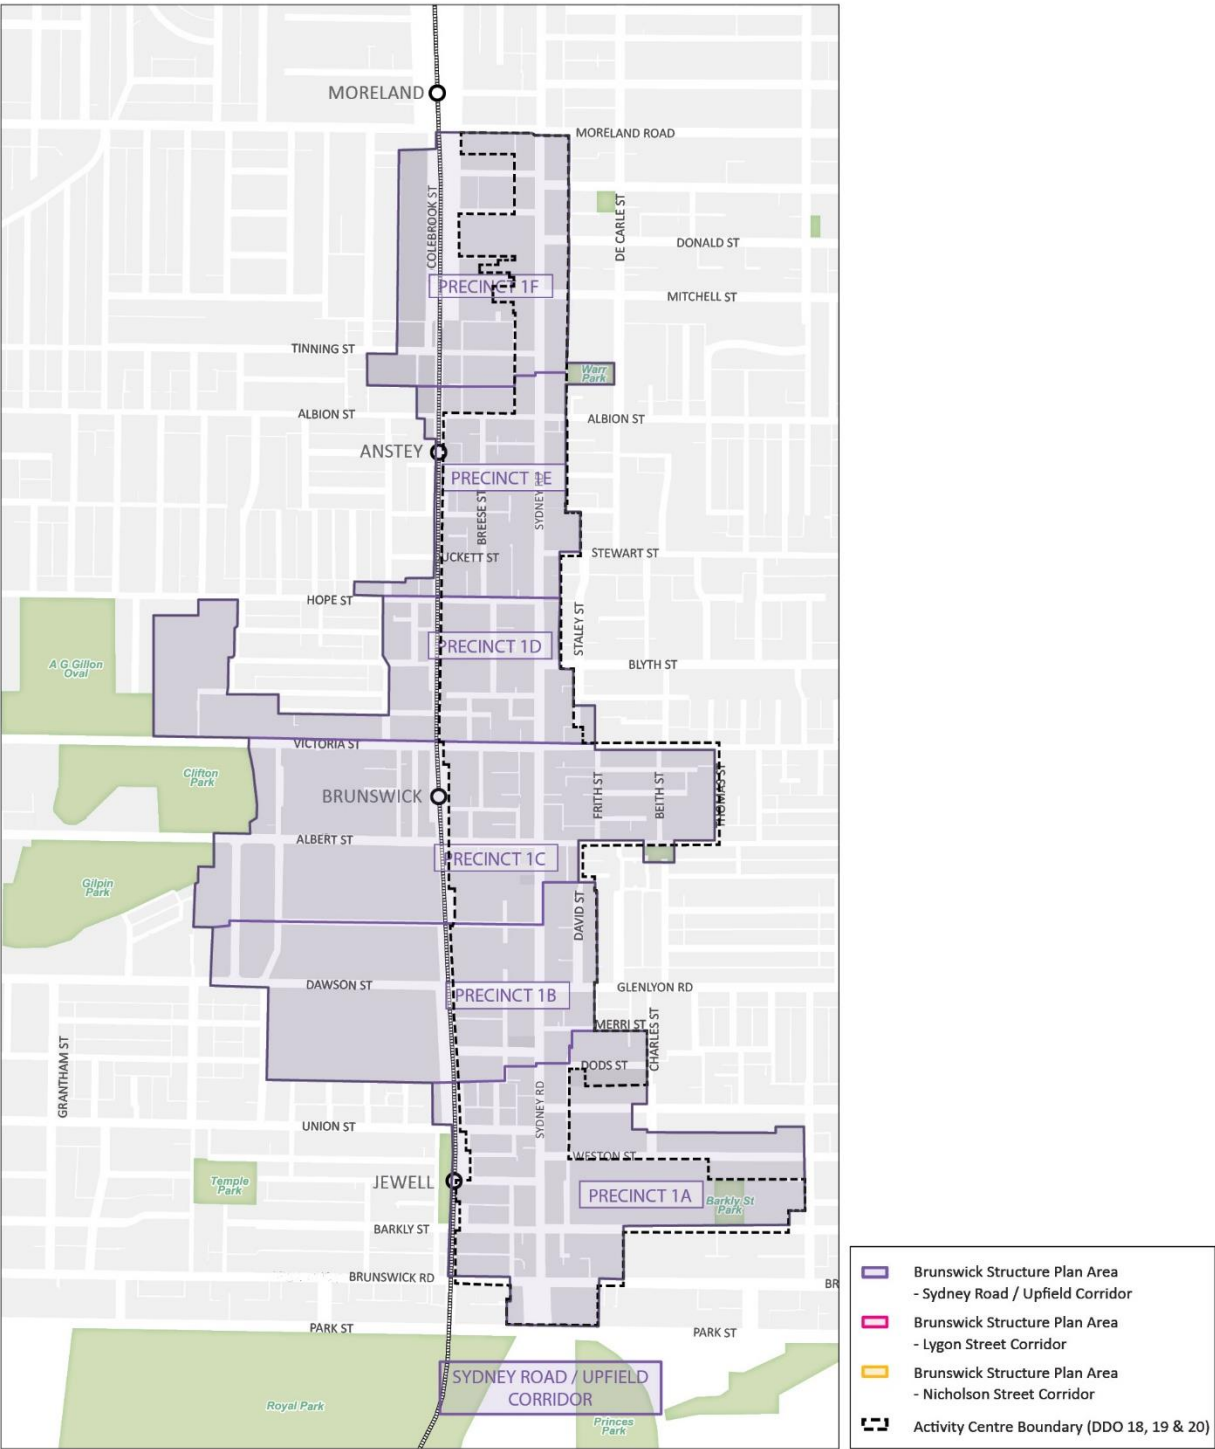 MORELAND
MORELAND ROAD
COLEBROOK ST
DE CARLE ST
DONALD ST
PRECINCT 1F
MITCHELL ST
TINNING ST
Warr
Park
ALBION ST
ALBION ST
ANSTEY
PRECINCT 1E
BREESE ST
SYDNEY RD
UCKETT ST
STEWART ST
HOPE ST
STALEY ST
PRECINCT 1D
A G Gillon
Oval
BLYTH ST
VICTORIA ST
Clifton
Park
BRUNSWICK
FRITH ST
BEITH ST
THOMAS ST
ALBERT ST
PRECINCT 1C
Gilpin
Park
DAVID ST
DAWSON ST
PRECINCT 1B
GLENLYON RD
MERRI ST
CHARLES ST
DODS ST
GRANTHAM ST
SYDNEY RD
UNION ST
WESTON ST
JEWELL
Temple
Park
PRECINCT 1A
Barkly St
Park
BARKLY ST
BRUNSWICK RD
BR
PARK ST
PARK ST
SYDNEY ROAD / UPFIELD
CORRIDOR
Royal Park
Princes
Park
Brunswick Structure Plan Area
- Sydney Road / Upfield Corridor
Brunswick Structure Plan Area
- Lygon Street Corridor
Brunswick Structure Plan Area
- Nicholson Street Corridor
Activity Centre Boundary (DDO 18, 19 & 20)